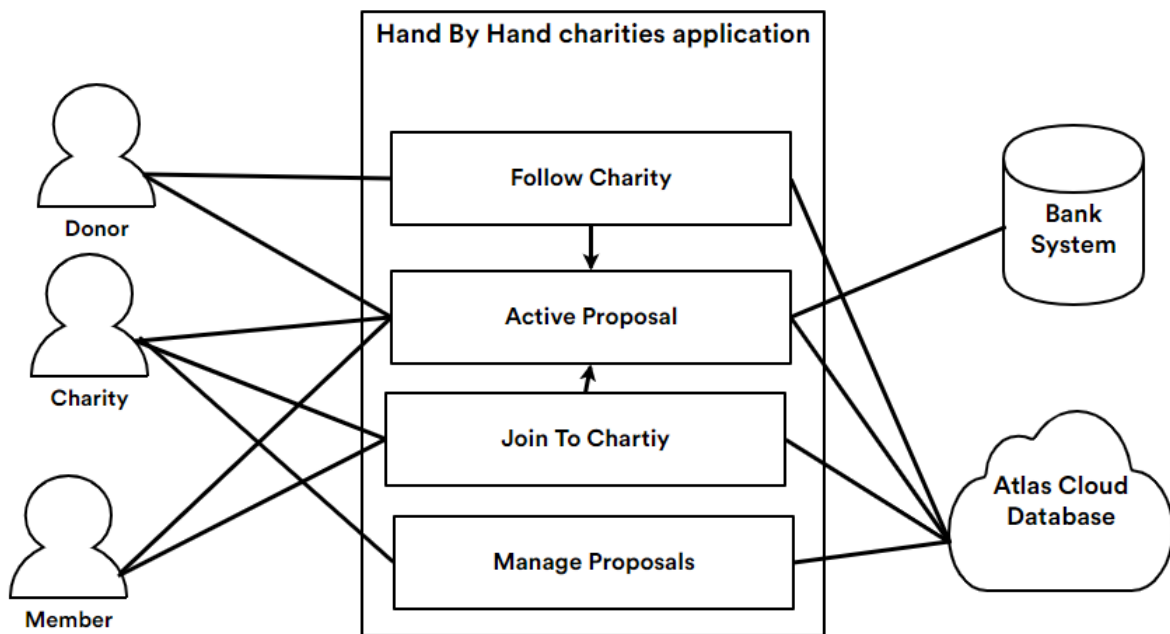 Hand By Hand charities application
Donor
Charity
Member
Follow Charity
Active Proposal
Join To Chartiy
Manage Proposals
Bank
System
Atlas Cloud
Database